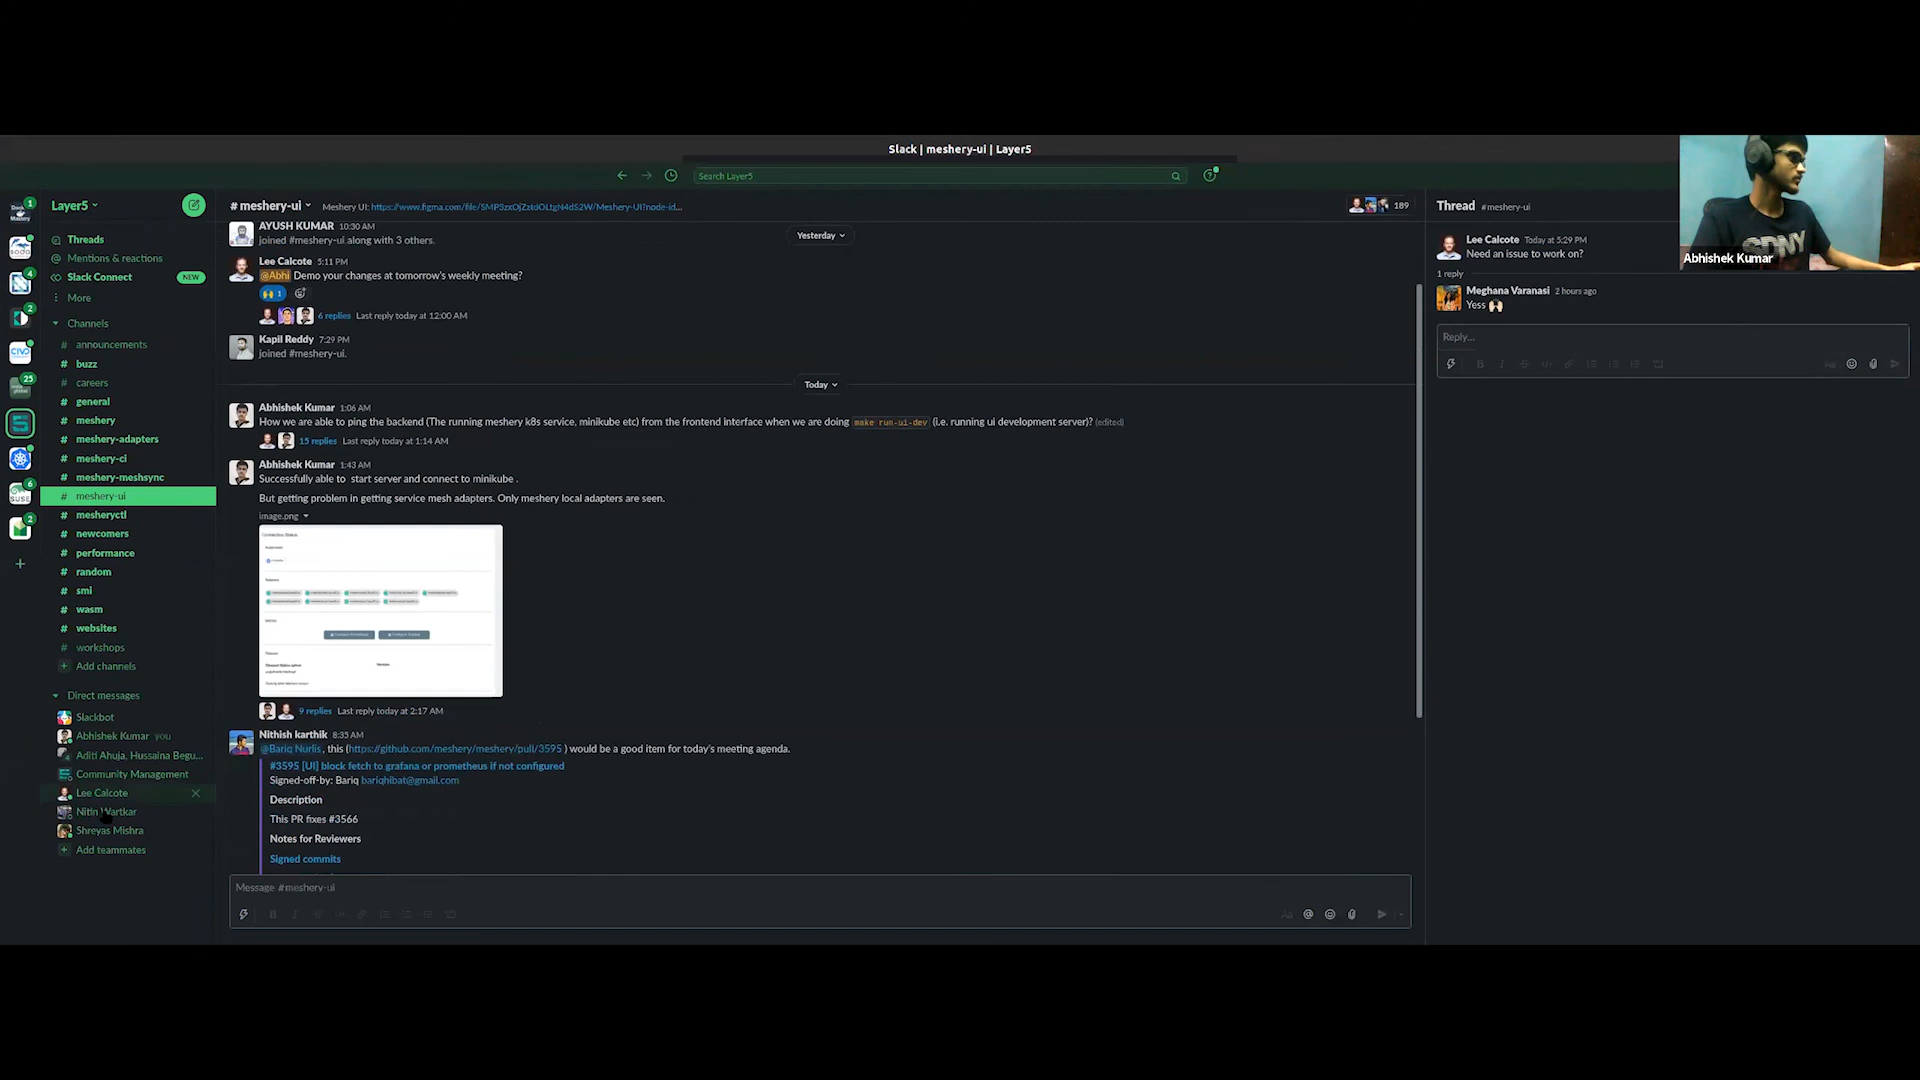 Slack | meshery-ui | Layer5
Search Layer5
Layer5
Threads
Mentions & reactions
Slack Connect NEW
More
Channels
# announcements
# buzz
# careers
# general
# meshery
# meshery-adapters
# meshery-ci
# meshery-meshsync
# meshery-ui
# mesheryctl
# newcomers
# performance
# random
# smi
# wasm
# websites
# workshops
+ Add channels
Direct messages
Slackbot
Abhishek Kumar you
Aditi Ahuja, Hussaina Begu...
Community Management
Lee Calcote
Nitin Wartkar
Shreyas Mishra
+ Add teammates
1
4
2
25
6
2
CIVO
SUSE
# meshery-ui
Meshery UI: 
189
Yesterday
AYUSH KUMAR 10:30 AM
joined #meshery-ui along with 3 others.
Lee Calcote 5:11 PM
@Abhi Demo your changes at tomorrow's weekly meeting?
1
6 replies Last reply today at 12:00 AM
Kapil Reddy 7:29 PM
joined #meshery-ui.
Today
Abhishek Kumar 1:06 AM
How we are able to ping the backend (The running meshery k8s service, minikube etc) from the frontend interface when we are doing make run-ui-dev (i.e. running ui development server)? (edited)
15 replies Last reply today at 1:14 AM
Abhishek Kumar 1:43 AM
Successfully able to start server and connect to minikube .
But getting problem in getting service mesh adapters. Only meshery local adapters are seen.
image.png
9 replies Last reply today at 2:17 AM
Nithish karthik 8:35 AM
@Bariq Nurlis, this (https://github.com/meshery/meshery/pull/3595 ) would be a good item for today's meeting agenda.
#3595 [UI] block fetch to grafana or prometheus if not configured
Signed-off-by: Bariq bariqhibat@gmail.com
Description
This PR fixes #3566
Notes for Reviewers
Signed commits
Message #meshery-ui
Thread #meshery-ui
Lee Calcote Today at 5:29 PM
Need an issue to work on?
1 reply
Meghana Varanasi 2 hours ago
Yess
Reply...
SDNY
Abhishek Kumar